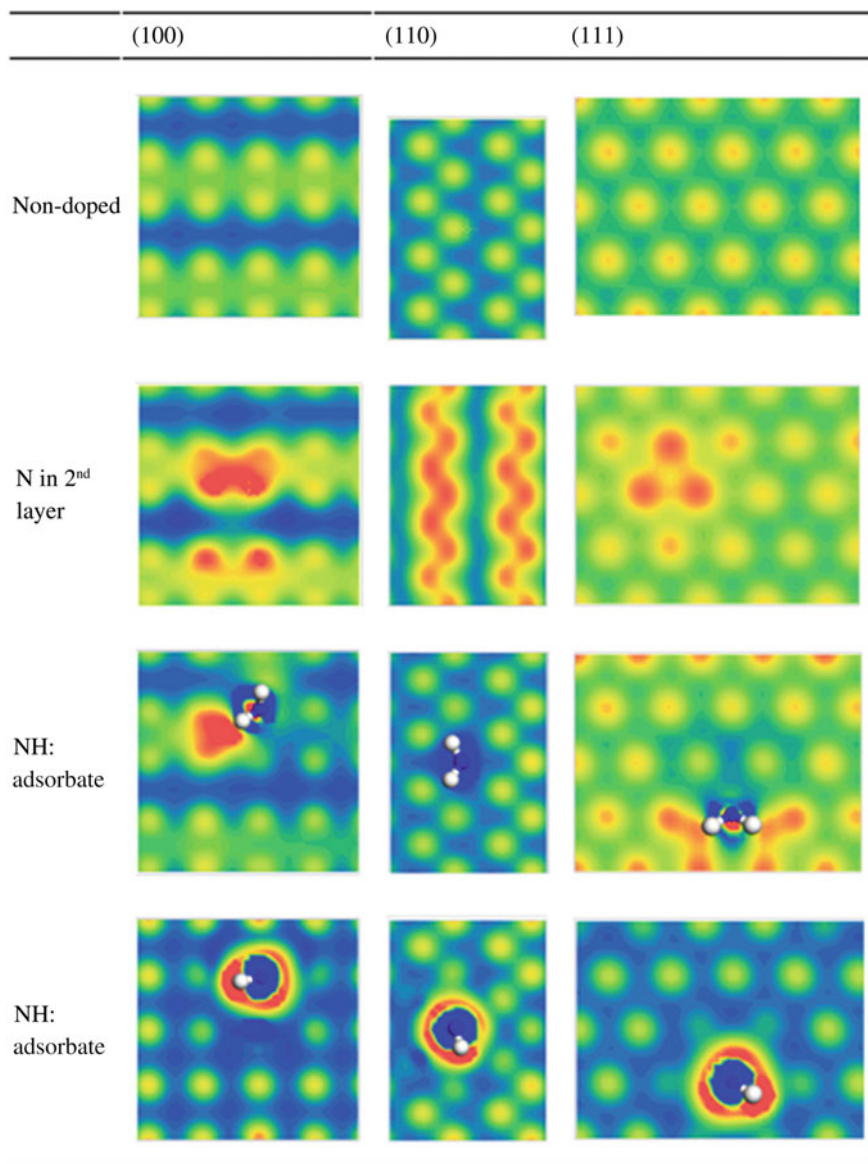 (100) (110) (111)
Non-doped
N in 2nd
layer
NH:
adsorbate
NH:
adsorbate